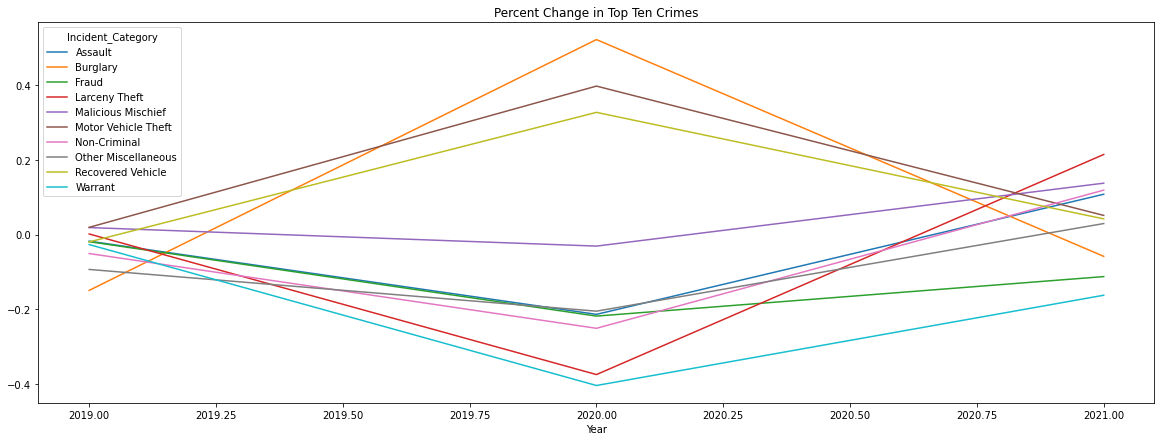 Percent Change in Top Ten Crimes
Incident_Category
Assault
Burglary
Fraud
Larceny Theft
Malicious Mischief
Motor Vehicle Theft
Non-Criminal
Other Miscellaneous
Recovered Vehicle
Warrant
0.4
0.2
0.0
−0.2
−0.4
2019.00 2019.25 2019.50 2019.75 2020.00 2020.25 2020.50 2020.75 2021.00
Year